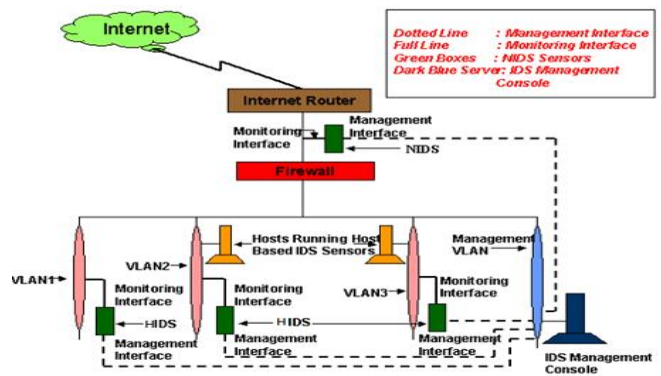 Internet
Dotted Line : Management Interface
Full Line : Monitoring Interface
Green Boxes : NIDS Sensors
Dark Blue Server: IDS Management
Console
Internet Router
Management
Interface
Monitoring
Interface
NIDS
Firewall
Hosts Running Host
Based IDS Sensors
Management
VLAN
VLAN1
VLAN2
VLAN3
Monitoring
Interface
Monitoring
Interface
Monitoring
Interface
HIDS
HIDS
Management
Interface
Management
Interface
Management
Interface
IDS Management
Console